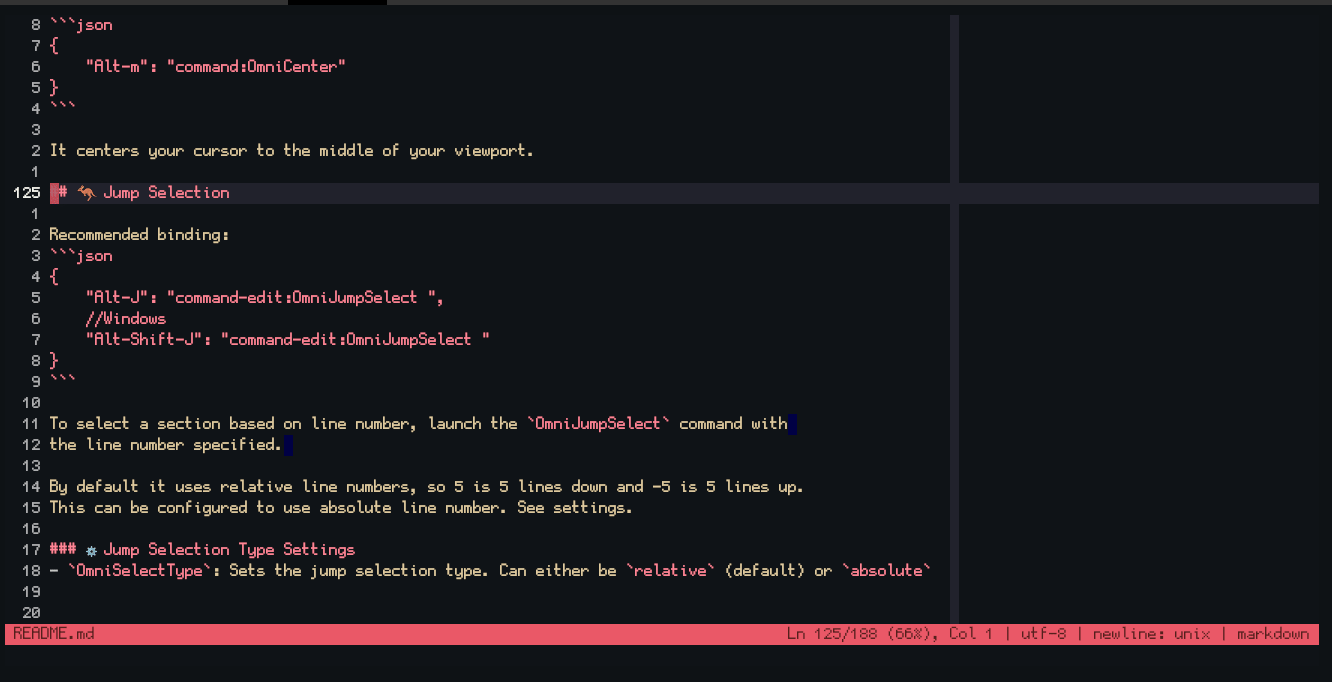 8 ```json
7 {
6     "Alt-m": "command:OmniCenter"
5 }
4 ```
3
2 It centers your cursor to the middle of your viewport.
1
125 ## 🦘 Jump Selection
1
2 Recommended binding:
3 ```json
4 {
5     "Alt-J": "command-edit:OmniJumpSelect ",
6     //Windows
7     "Alt-Shift-J": "command-edit:OmniJumpSelect "
8 }
9 ```
10
11 To select a section based on line number, launch the `OmniJumpSelect` command with
12 the line number specified.
13
14 By default it uses relative line numbers, so 5 is 5 lines down and -5 is 5 lines up.
15 This can be configured to use absolute line number. See settings.
16
17 ### ⚙️ Jump Selection Type Settings
18 - `OmniSelectType`: Sets the jump selection type. Can either be `relative` (default) or `absolute`
19
20
README.md Ln 125/188 (66%), Col 1 | utf-8 | newline: unix | markdown